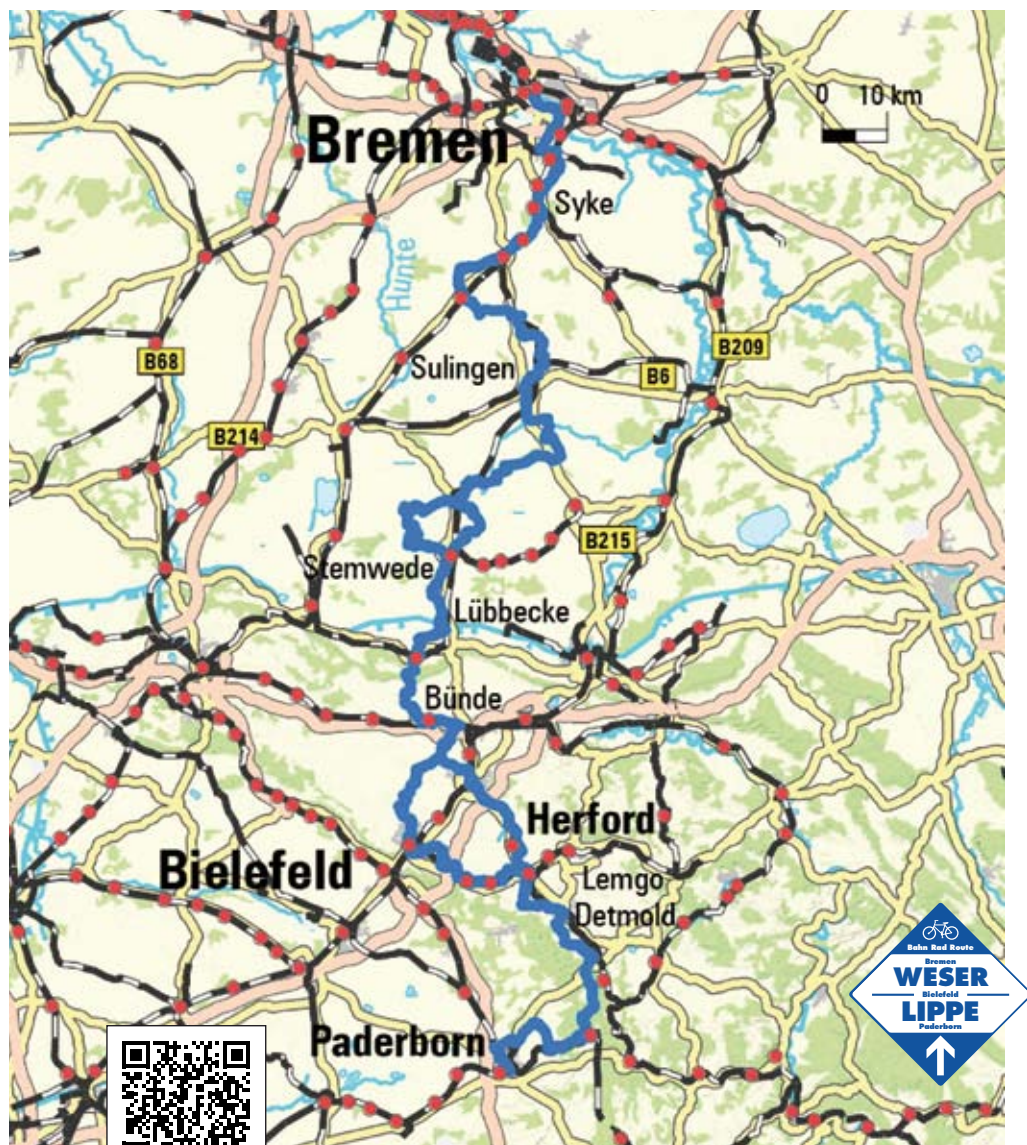 0 10 km
Bremen
Syke
Hunte
B209
B68
Sulingen
B6
B214
B215
Stemwede
Lübbecke
Bünde
Herford
Bielefeld
Lemgo
Detmold
Bahn Rad Route
Bremen
WESER
Bielefeld
LIPPE
Paderborn
Paderborn